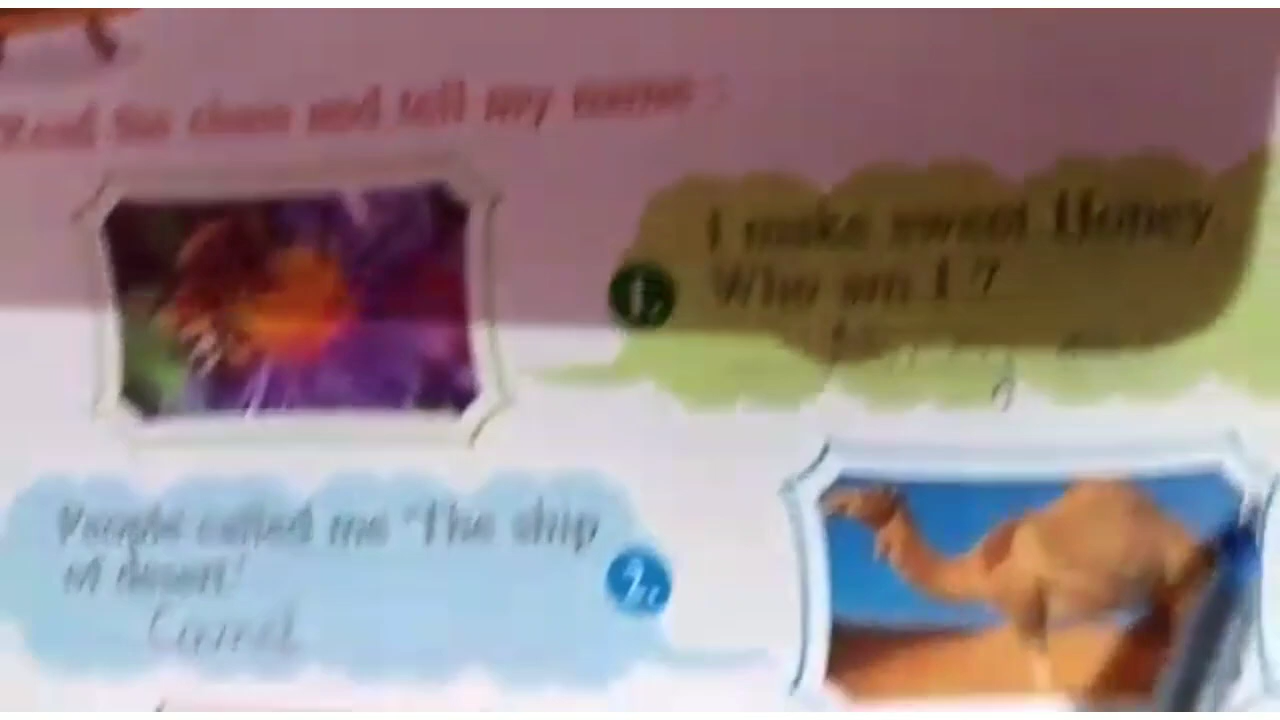 Read the clues and tell my name :
I make sweet Honey.
Who am I ?
1.
People called me 'The ship
of desert.'
2.
Camel